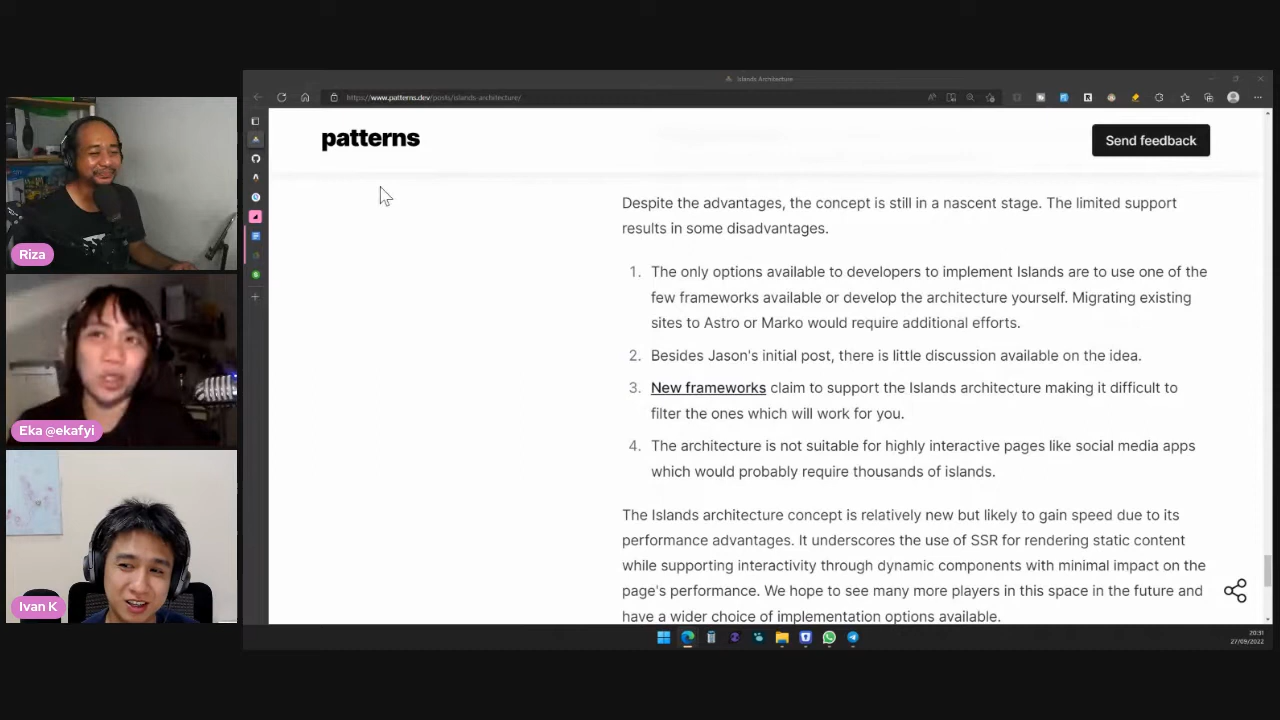 Islands Architecture
https://www.patterns.dev/posts/islands-architecture/
patterns
Send feedback
Despite the advantages, the concept is still in a nascent stage. The limited support
results in some disadvantages.
1. The only options available to developers to implement Islands are to use one of the
few frameworks available or develop the architecture yourself. Migrating existing
sites to Astro or Marko would require additional efforts.
2. Besides Jason's initial post, there is little discussion available on the idea.
3. New frameworks claim to support the Islands architecture making it difficult to
filter the ones which will work for you.
4. The architecture is not suitable for highly interactive pages like social media apps
which would probably require thousands of islands.
The Islands architecture concept is relatively new but likely to gain speed due to its
performance advantages. It underscores the use of SSR for rendering static content
while supporting interactivity through dynamic components with minimal impact on the
page's performance. We hope to see many more players in this space in the future and
have a wider choice of implementation options available.
Riza
Eka @ekafyi
Ivan K
20:31
27/09/2022